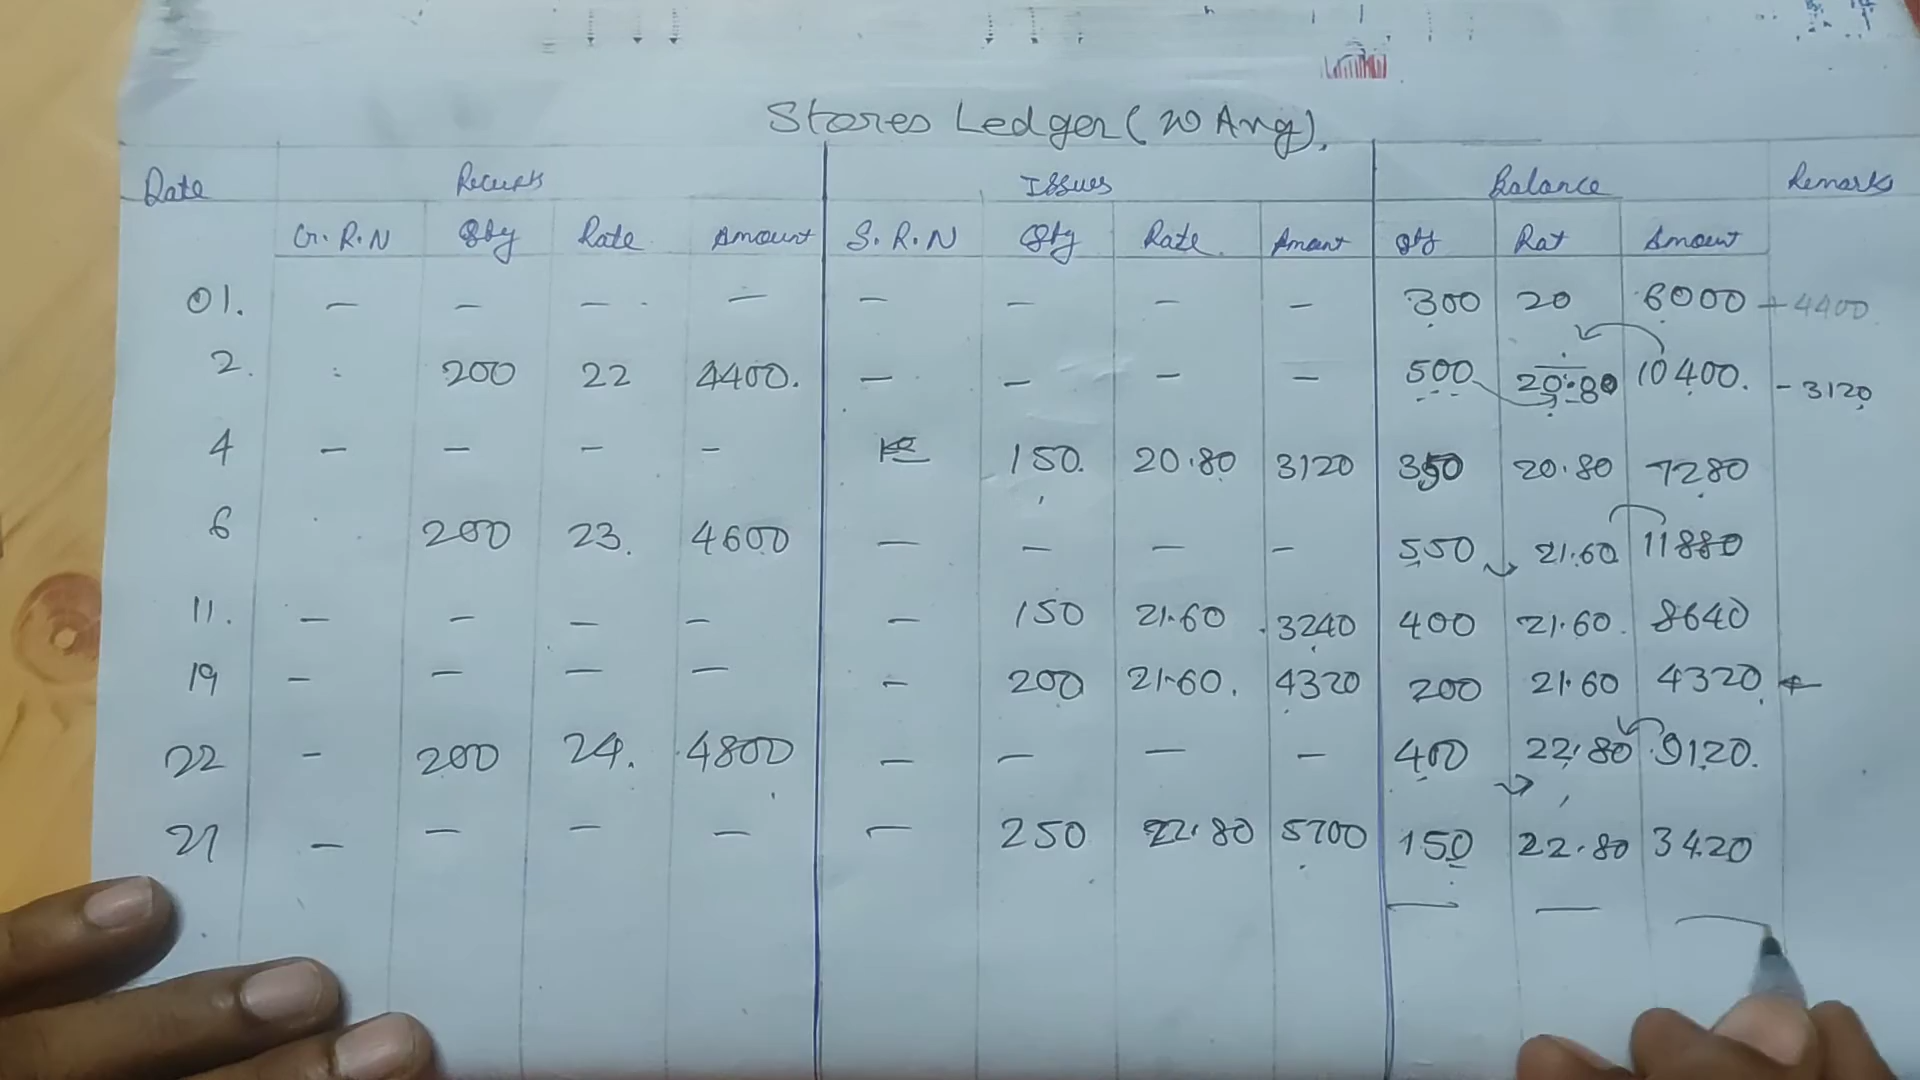 Stores Ledger (W Avg).
Date Receipts Issues Balance Remarks
G.R.N Qty Rate Amount S.R.N Qty Rate Amount Qty Rat Amount
01. — — — — — — — — 300 20 6000 + 4400
2. 200 22 4400. — — — — 500 20.80 10400. - 3120
4 — — — — 150. 20.80 3120 350 20.80 7280
6 200 23. 4600 — — — — 550 21.60 11880
11. — — — — — 150 21.60 3240 400 21.60. 8640
19 — — — — — 200 21.60. 4320 200 21.60 4320
22 — 200 24. 4800 — — — — 400 22.80 9120.
27 — — — — — 250 22.80 5700 150 22.80 3420